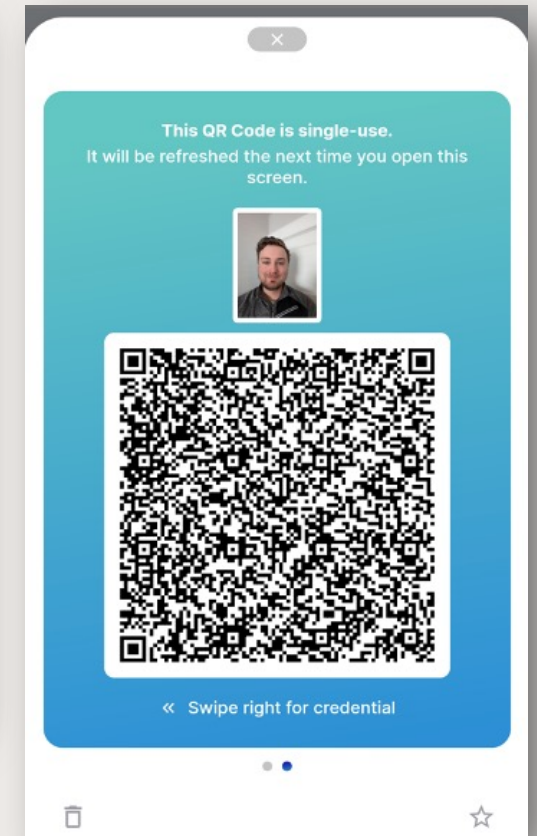 This QR Code is single-use.
It will be refreshed the next time you open this
screen.
« Swipe right for credential